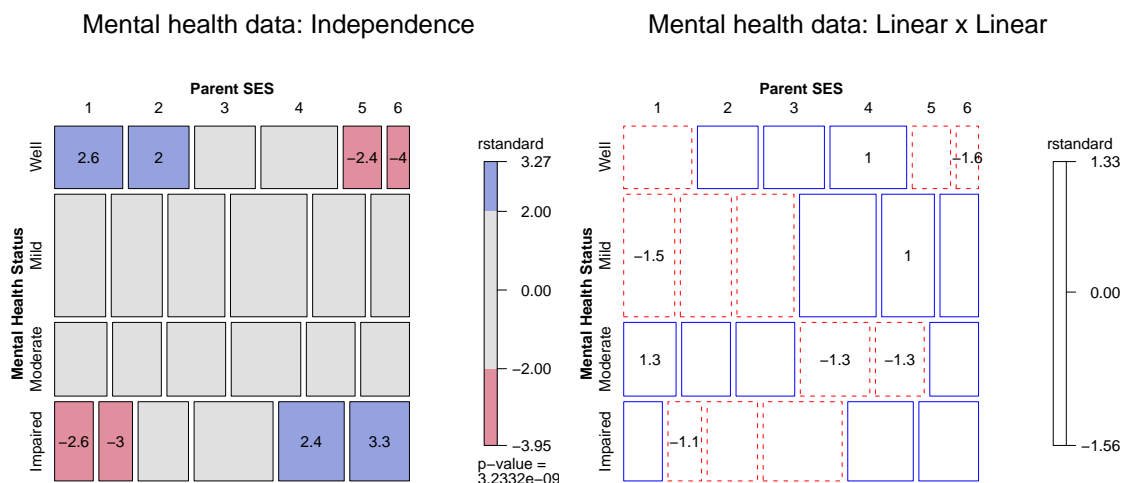 Mental health data: Independence
Parent SES
1 2 3 4 5 6
Mental Health Status
Well
Mild
Moderate
Impaired
2.6 2 −2.4 −4
−2.6 −3 2.4 3.3
rstandard
3.27
2.00
0.00
−2.00
−3.95
p−value =
3.2332e−09
Mental health data: Linear x Linear
Parent SES
1 2 3 4 5 6
Mental Health Status
Well
Mild
Moderate
Impaired
1 −1.6
−1.5 1
1.3 −1.3 −1.3
−1.1
rstandard
1.33
0.00
−1.56